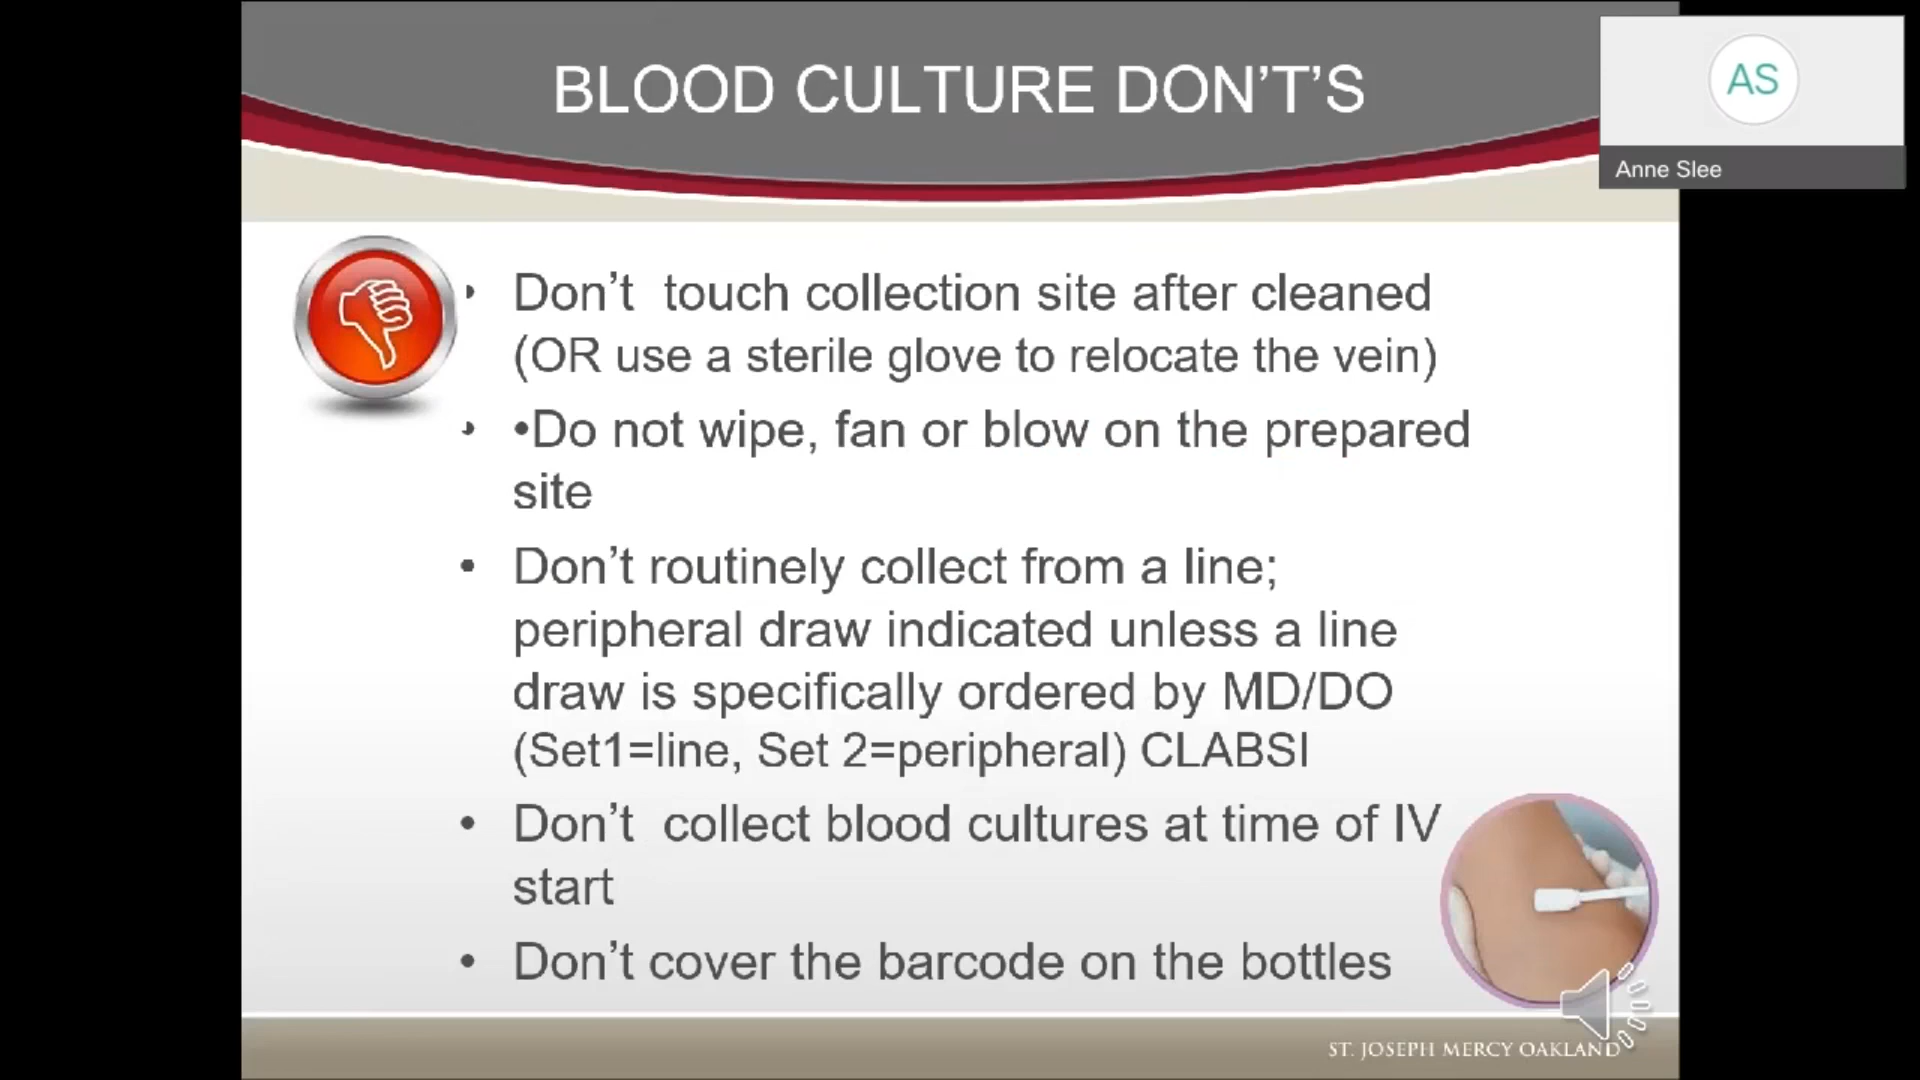 BLOOD CULTURE DON’T’S
AS
Anne Slee
• Don’t  touch collection site after cleaned
(OR use a sterile glove to relocate the vein)
• •Do not wipe, fan or blow on the prepared
site
• Don’t routinely collect from a line;
peripheral draw indicated unless a line
draw is specifically ordered by MD/DO
(Set1=line, Set 2=peripheral) CLABSI
• Don’t  collect blood cultures at time of IV
start
• Don’t cover the barcode on the bottles
ST. JOSEPH MERCY OAKLAND